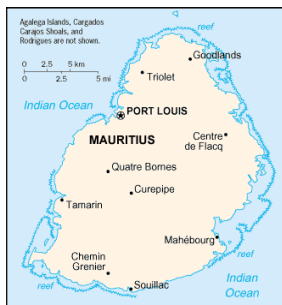 Agalega Islands, Cargados
Carajos Shoals, and
Rodrigues are not shown.
0 2.5 5 km
0 2.5 5 mi
reef
Goodlands
Triolet
Indian Ocean
PORT LOUIS
MAURITIUS
Centre
de Flacq
Quatre Bornes
Curepipe
Tamarin
Mahébourg
reef
Chemin
Grenier
Souillac
reef
Indian
Ocean